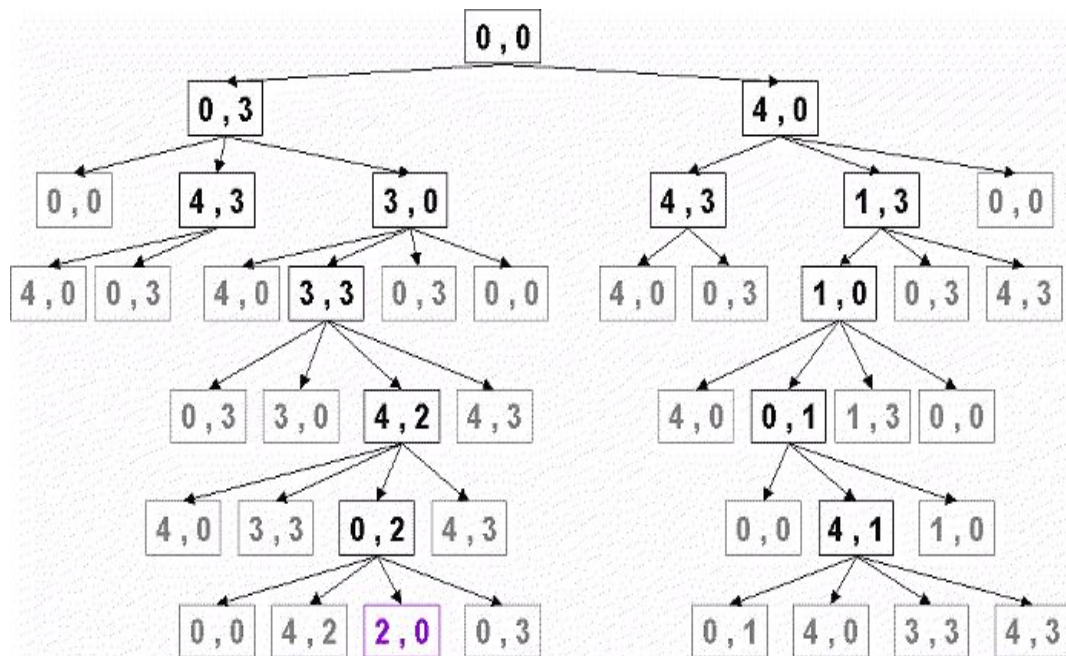 0 , 0
0 , 3 4 , 0
0 , 0 4 , 3 3 , 0 4 , 3 1 , 3 0 , 0
4 , 0 0 , 3 4 , 0 3 , 3 0 , 3 0 , 0 4 , 0 0 , 3 1 , 0 0 , 3 4 , 3
0 , 3 3 , 0 4 , 2 4 , 3 4 , 0 0 , 1 1 , 3 0 , 0
4 , 0 3 , 3 0 , 2 4 , 3 0 , 0 4 , 1 1 , 0
0 , 0 4 , 2 2 , 0 0 , 3 0 , 1 4 , 0 3 , 3 4 , 3